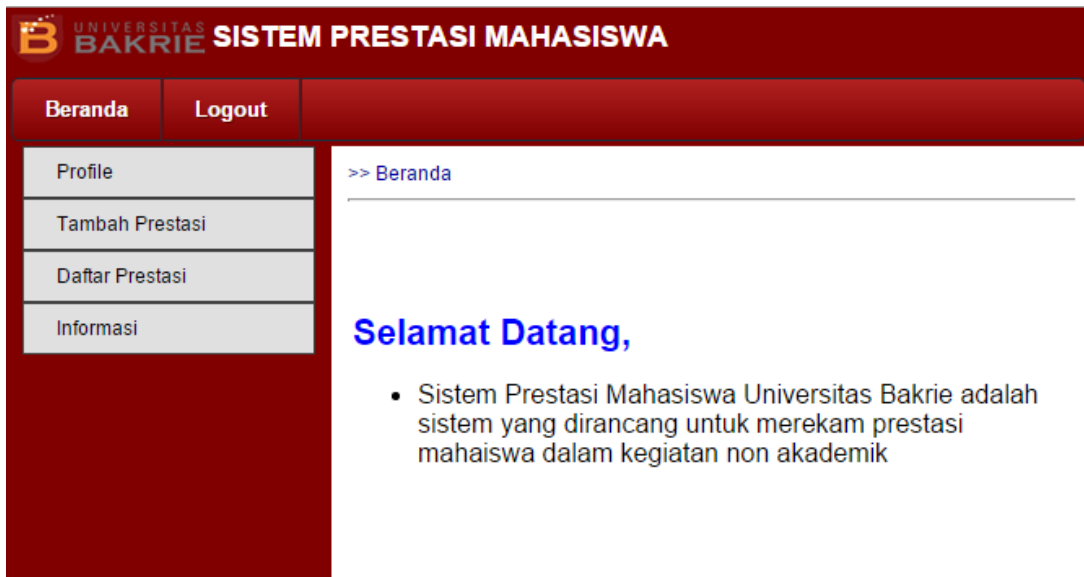 UNIVERSITAS
BAKRIE SISTEM PRESTASI MAHASISWA
Beranda Logout
Profile
Tambah Prestasi
Daftar Prestasi
Informasi
>> Beranda
Selamat Datang,
• Sistem Prestasi Mahasiswa Universitas Bakrie adalah
sistem yang dirancang untuk merekam prestasi
mahaiswa dalam kegiatan non akademik